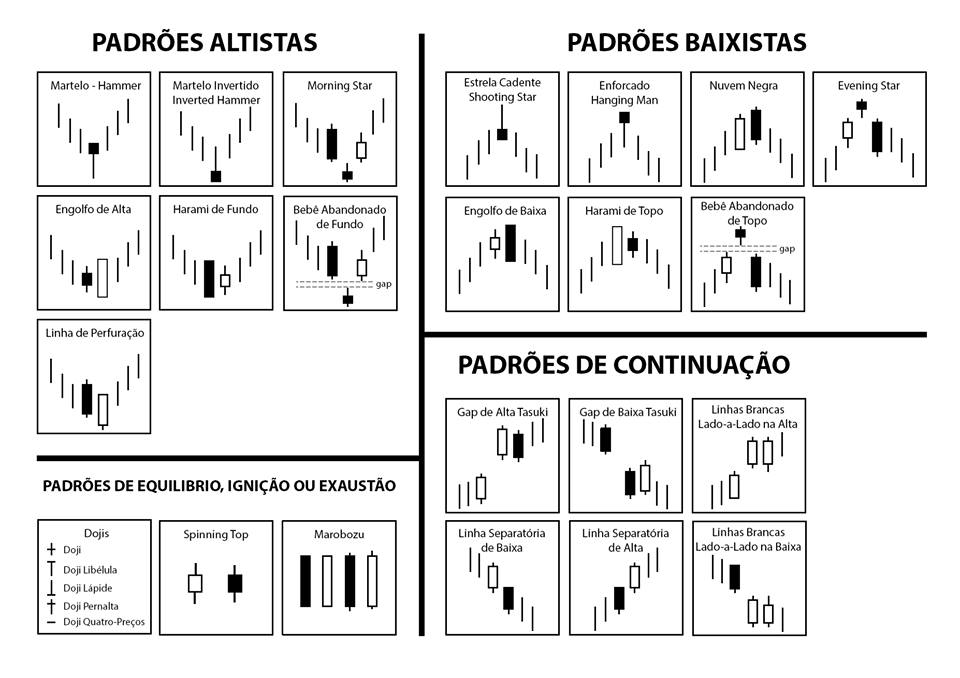 PADRÕES ALTISTAS
Martelo - Hammer
Martelo Invertido
Inverted Hammer
Morning Star
Engolfo de Alta
Harami de Fundo
Bebê Abandonado
de Fundo
gap
Linha de Perfuração
PADRÕES BAIXISTAS
Estrela Cadente
Shooting Star
Enforcado
Hanging Man
Nuvem Negra
Evening Star
Engolfo de Baixa
Harami de Topo
Bebê Abandonado
de Topo
gap
PADRÕES DE EQUILIBRIO, IGNIÇÃO OU EXAUSTÃO
Dojis
Doji
Doji Libélula
Doji Lápide
Doji Pernalta
Doji Quatro-Preços
Spinning Top
Marobozu
PADRÕES DE CONTINUAÇÃO
Gap de Alta Tasuki
Gap de Baixa Tasuki
Linhas Brancas
Lado-a-Lado na Alta
Linha Separatória
de Baixa
Linha Separatória
de Alta
Linhas Brancas
Lado-a-Lado na Baixa